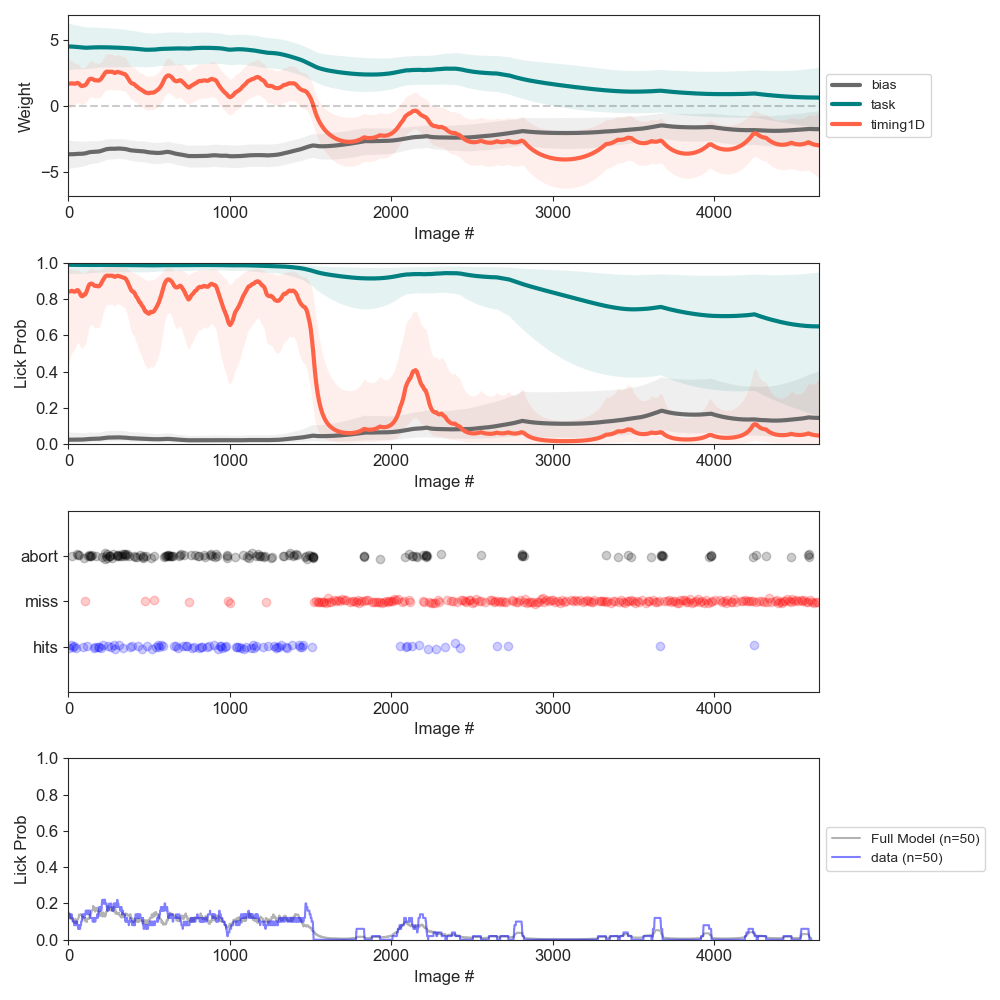 5
0
−5
Weight
0 1000 2000 3000 4000
Image #
bias
task
timing1D
1.0
0.8
0.6
0.4
0.2
0.0
Lick Prob
0 1000 2000 3000 4000
Image #
abort
miss
hits
0 1000 2000 3000 4000
Image #
1.0
0.8
0.6
0.4
0.2
0.0
Lick Prob
0 1000 2000 3000 4000
Image #
Full Model (n=50)
data (n=50)